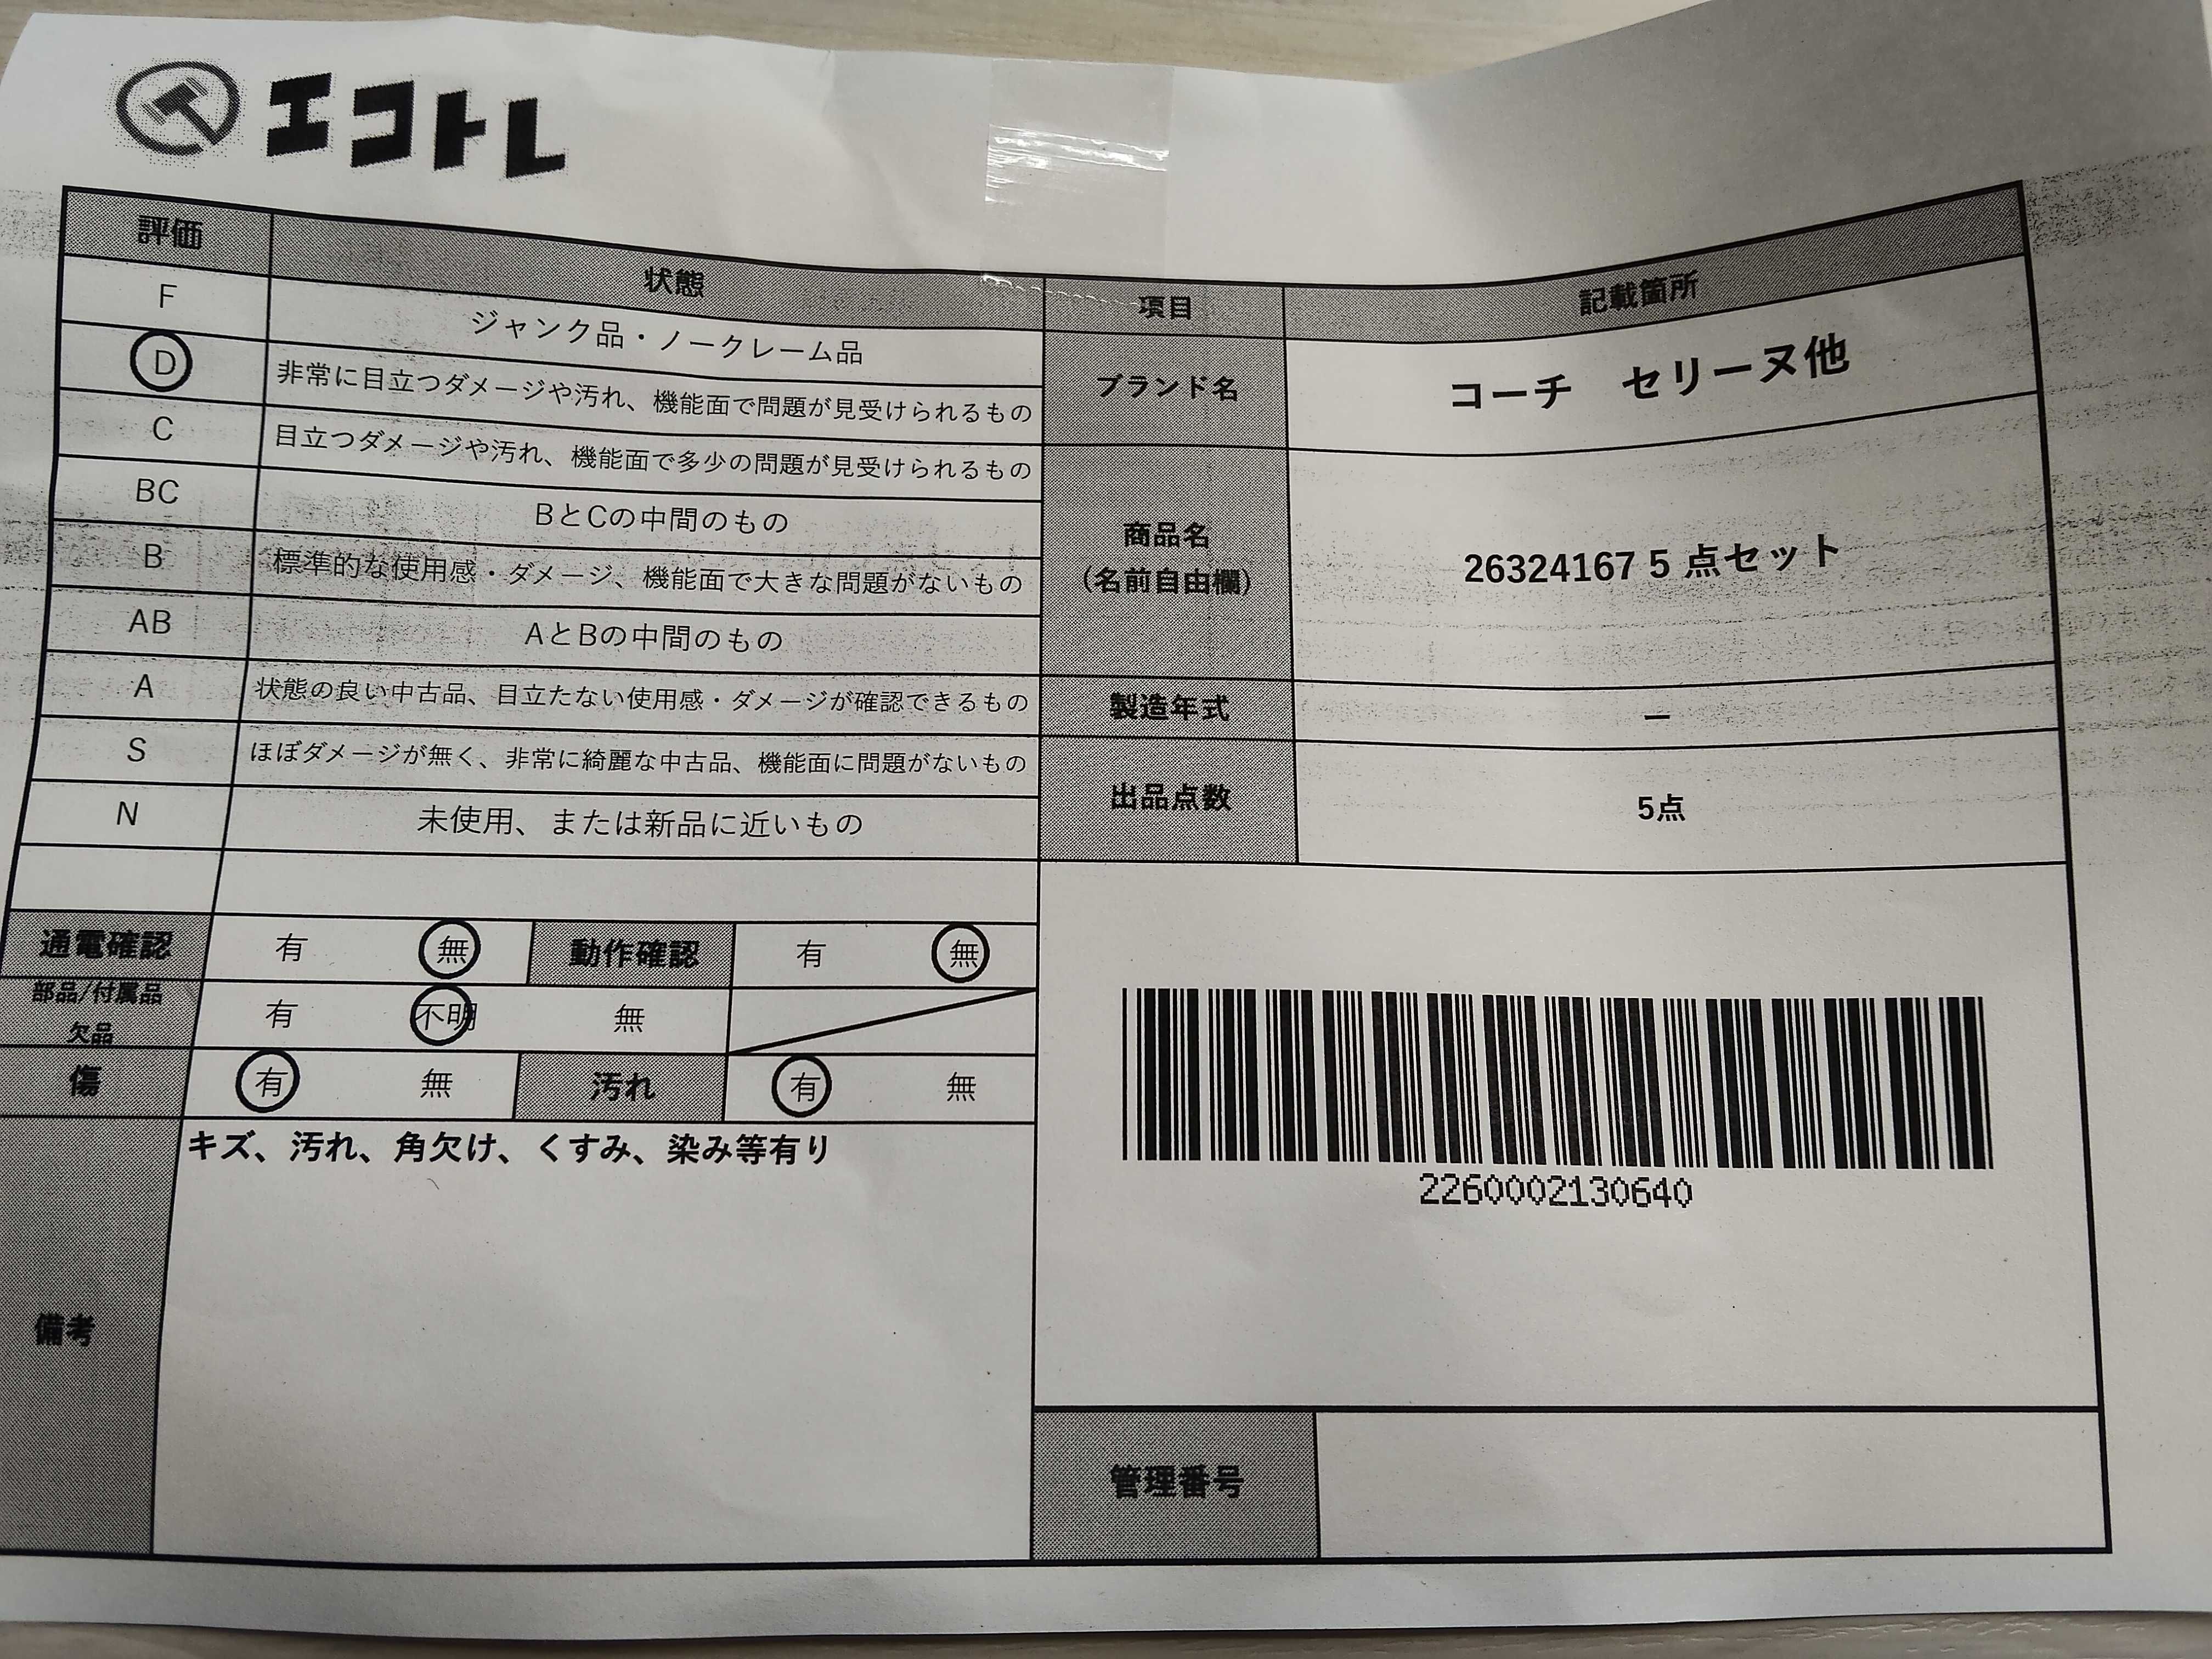 エコトレ
評価 状態
F ジャンク品・ノークレーム品
D 非常に目立つダメージや汚れ、機能面で問題が見受けられるもの
C 目立つダメージや汚れ、機能面で多少の問題が見受けられるもの
BC BとCの中間のもの
B 標準的な使用感・ダメージ、機能面で大きな問題がないもの
AB AとBの中間のもの
A 状態の良い中古品、目立たない使用感・ダメージが確認できるもの
S ほぼダメージが無く、非常に綺麗な中古品、機能面に問題がないもの
N 未使用、または新品に近いもの
通電確認 有 無 動作確認 有 無
部品/付属品
欠品
有 不明 無
傷 有 無 汚れ 有 無
備考
キズ、汚れ、角欠け、くすみ、染み等有り
項目 記載箇所
ブランド名 コーチ セリーヌ他
商品名
(名前自由欄)
26324167 5 点セット
製造年式 ー
出品点数 5点
2260002130640
管理番号